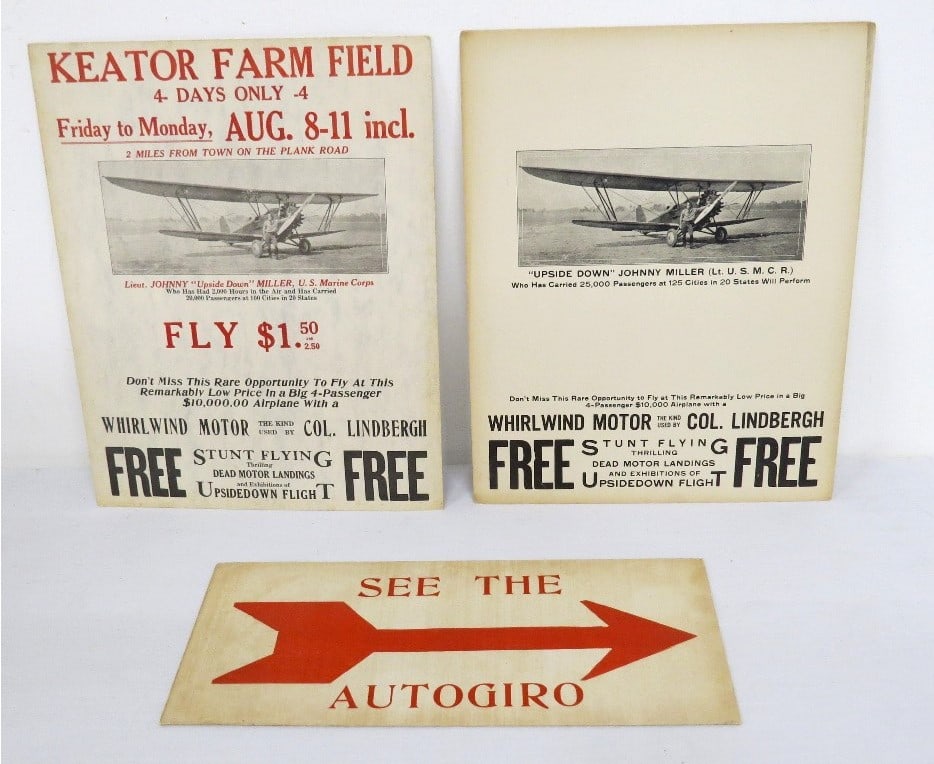 KEATOR FARM FIELD
4- DAYS ONLY -4
Friday to Monday, AUG. 8-11 incl.
2 MILES FROM TOWN ON THE PLANK ROAD
Lieut. JOHNNY "Upside Down" MILLER, U. S. Marine Corps
Who Has Had 2,000 Hours in the Air and Has Carried
20,000 Passengers at 100 Cities in 20 States
FLY $1.50
2.50
Don't Miss This Rare Opportunity To Fly At This
Remarkably Low Price In a Big 4-Passenger
$10,000.00 Airplane With a
WHIRLWIND MOTOR THE KIND USED BY COL. LINDBERGH
FREE STUNT FLYING FREE
Thrilling
DEAD MOTOR LANDINGS
and Exhibitions of
UPSIDEDOWN FLIGHT
"UPSIDE DOWN" JOHNNY MILLER (Lt. U. S. M. C. R.)
Who Has Carried 25,000 Passengers at 125 Cities in 20 States Will Perform
Don't Miss This Rare Opportunity to Fly at This Remarkably Low Price in a Big
4-Passenger $10,000 Airplane with a
WHIRLWIND MOTOR THE KIND USED BY COL. LINDBERGH
FREE STUNT FLYING FREE
THRILLING
DEAD MOTOR LANDINGS
AND EXHIBITIONS OF
UPSIDEDOWN FLIGHT
SEE THE
AUTOGIRO